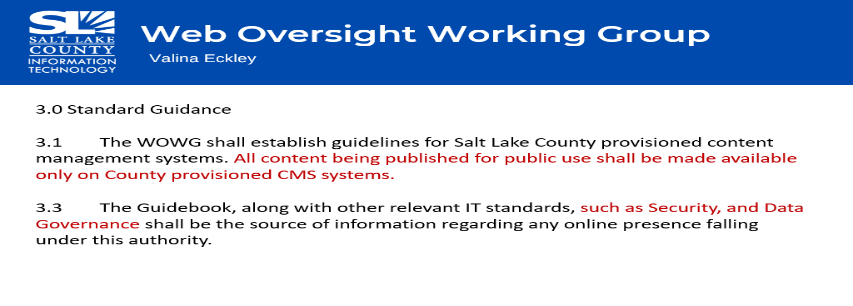 SL
SALT LAKE
COUNTY
INFORMATION
TECHNOLOGY
Web Oversight Working Group
Valina Eckley
3.0 Standard Guidance
3.1 The WOWG shall establish guidelines for Salt Lake County provisioned content
management systems. All content being published for public use shall be made available
only on County provisioned CMS systems.
3.3 The Guidebook, along with other relevant IT standards, such as Security, and Data
Governance shall be the source of information regarding any online presence falling
under this authority.